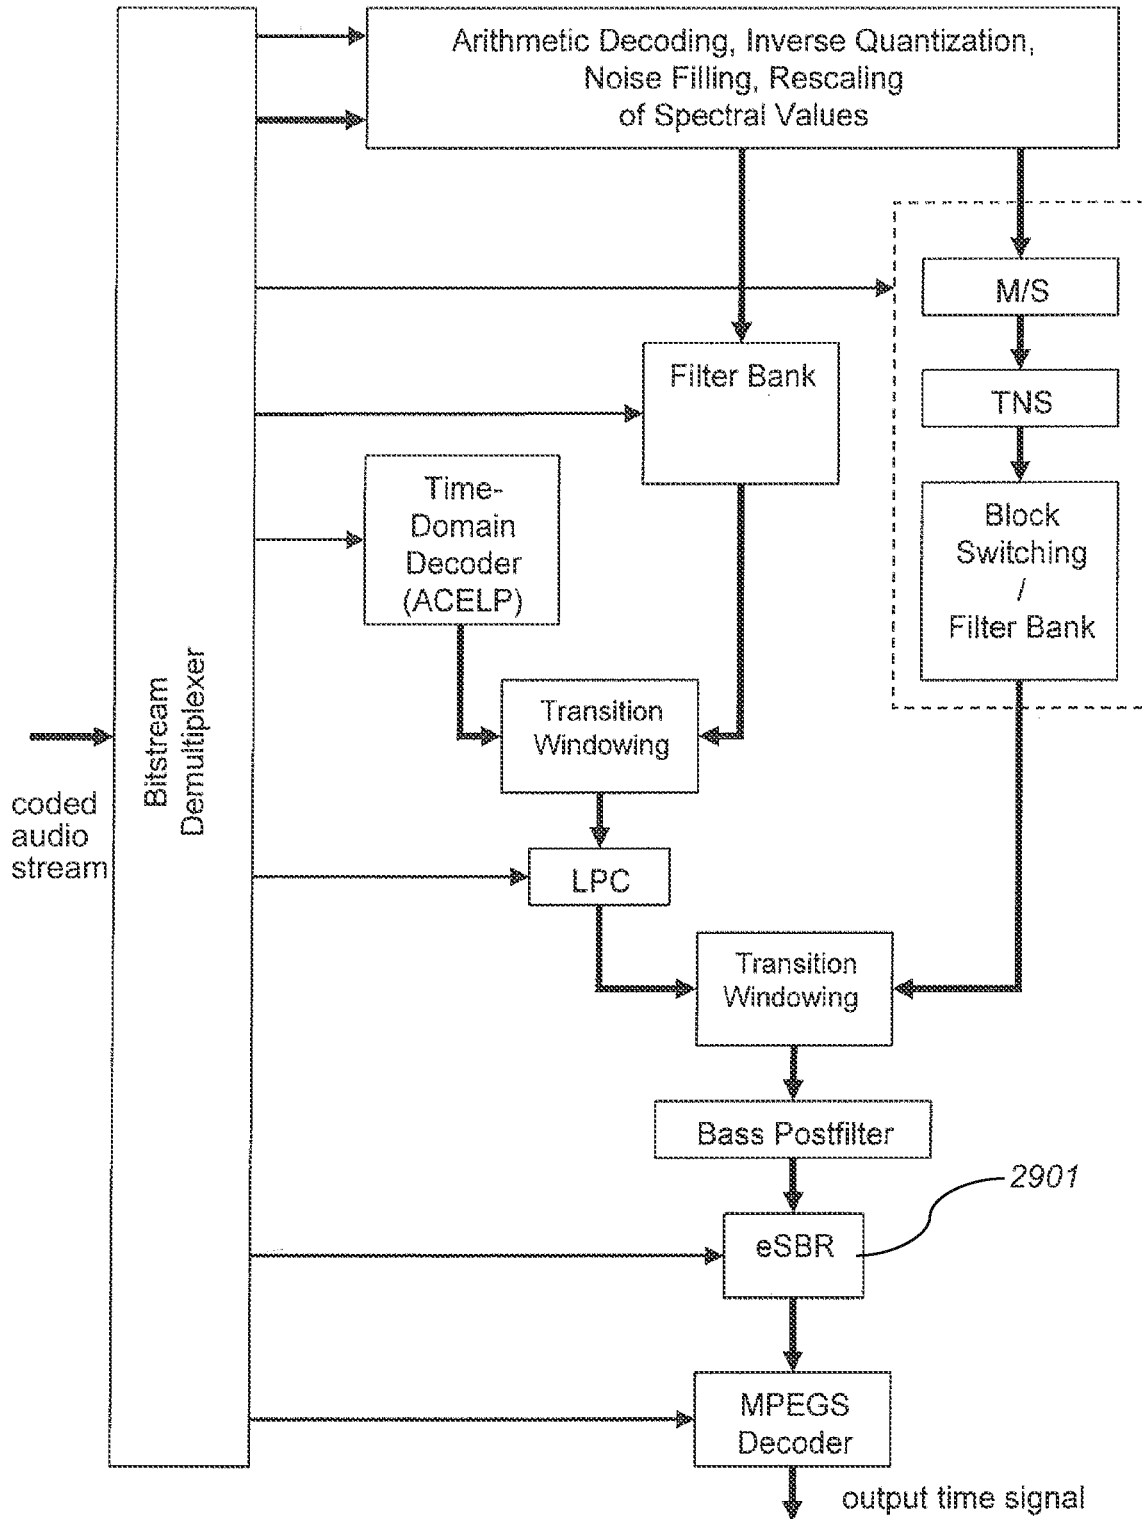 Arithmetic Decoding, Inverse Quantization,
Noise Filling, Rescaling
of Spectral Values
M/S
Filter Bank
TNS
Time-
Domain
Decoder
(ACELP)
Block
Switching
/
Filter Bank
Transition
Windowing
Bitstream
Demultiplexer
coded
audio
stream
LPC
Transition
Windowing
Bass Postfilter
2901
eSBR
MPEGS
Decoder
output time signal